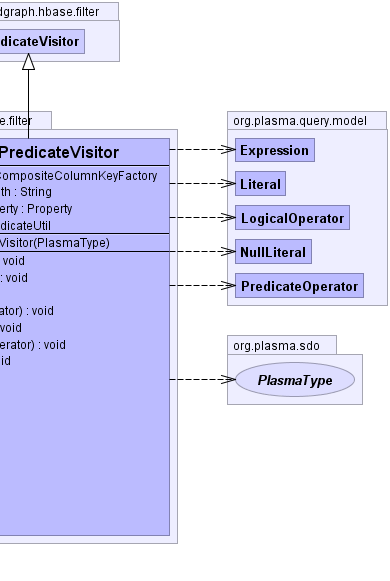 dgraph.hbase.filter
dicateVisitor
e.filter
PredicateVisitor
CompositeColumnKeyFactory
th : String
erty : Property
dicateUtil
Visitor(PlasmaType)
void
: void
ator) : void
void
erator) : void
oid
org.plasma.query.model
Expression
Literal
LogicalOperator
NullLiteral
PredicateOperator
org.plasma.sdo
PlasmaType